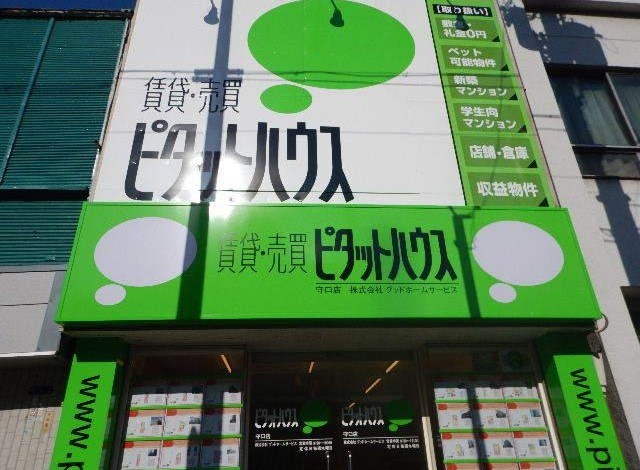 【取り扱い】
敷金・
礼金0円
ペット
可能物件
新築
マンション
学生向
マンション
店舗・倉庫
収益物件
賃貸・売買
ピタットハウス
賃貸・売買 ピタットハウス
守口店 株式会社グッドホームサービス
www.p
www.pi
ピタットハウス
守口店
ピタットハウス
守口店